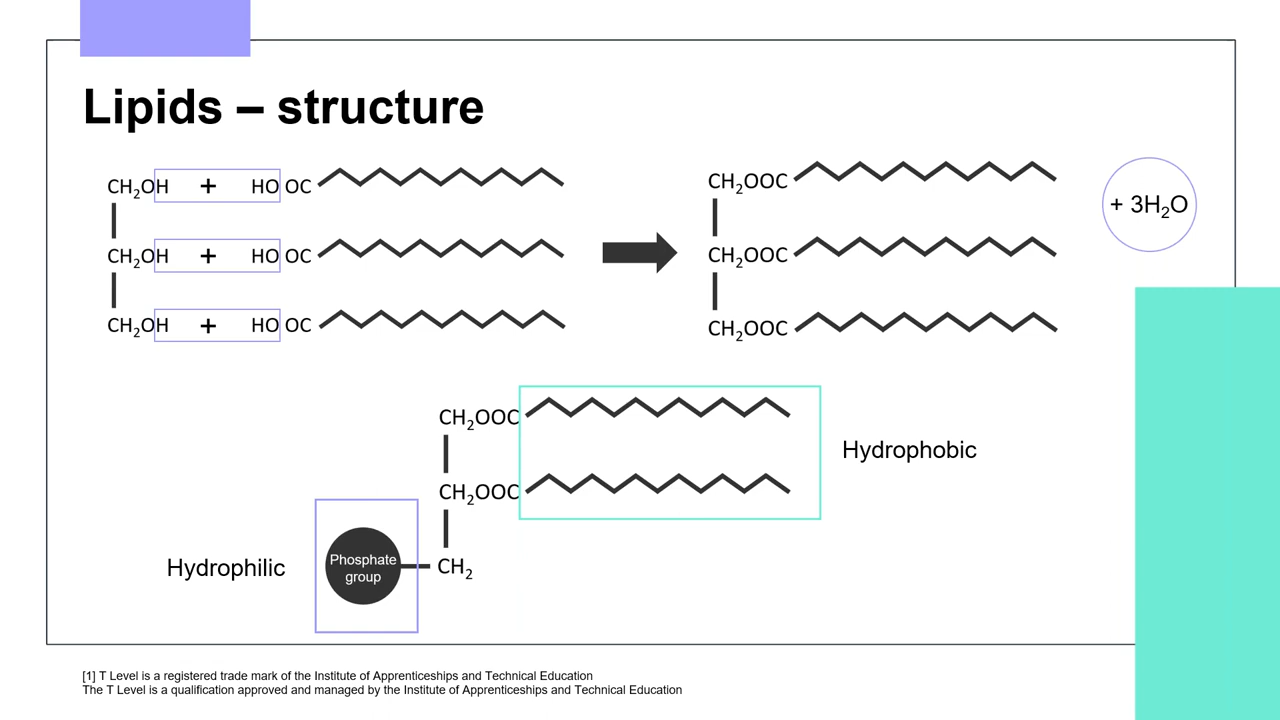 Lipids – structure
CH₂OH + HO OC
CH₂OH + HO OC
CH₂OH + HO OC
CH₂OOC
CH₂OOC
CH₂OOC
+ 3H₂O
CH₂OOC
CH₂OOC
CH₂
Hydrophobic
Hydrophilic
Phosphate
group
[1] T Level is a registered trade mark of the Institute of Apprenticeships and Technical Education
The T Level is a qualification approved and managed by the Institute of Apprenticeships and Technical Education